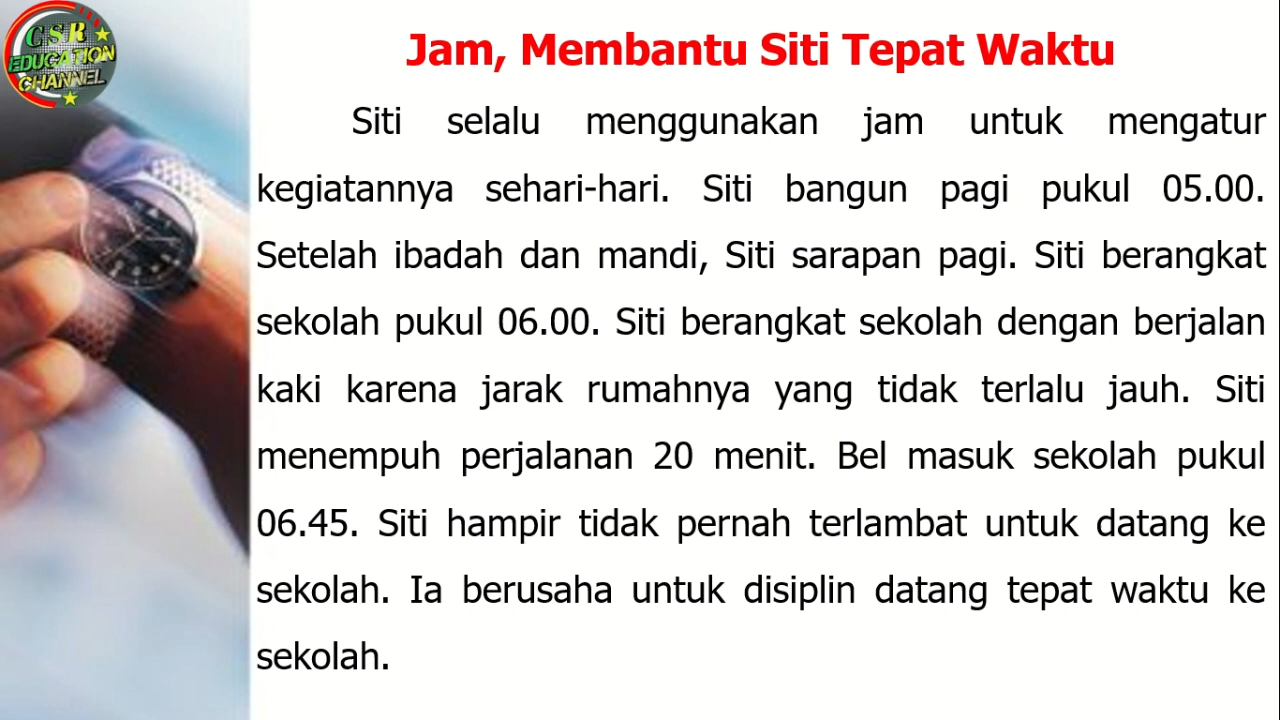 CSR
EDUCATION
CHANNEL
Jam, Membantu Siti Tepat Waktu
Siti selalu menggunakan jam untuk mengatur
kegiatannya sehari-hari. Siti bangun pagi pukul 05.00.
Setelah ibadah dan mandi, Siti sarapan pagi. Siti berangkat
sekolah pukul 06.00. Siti berangkat sekolah dengan berjalan
kaki karena jarak rumahnya yang tidak terlalu jauh. Siti
menempuh perjalanan 20 menit. Bel masuk sekolah pukul
06.45. Siti hampir tidak pernah terlambat untuk datang ke
sekolah. Ia berusaha untuk disiplin datang tepat waktu ke
sekolah.